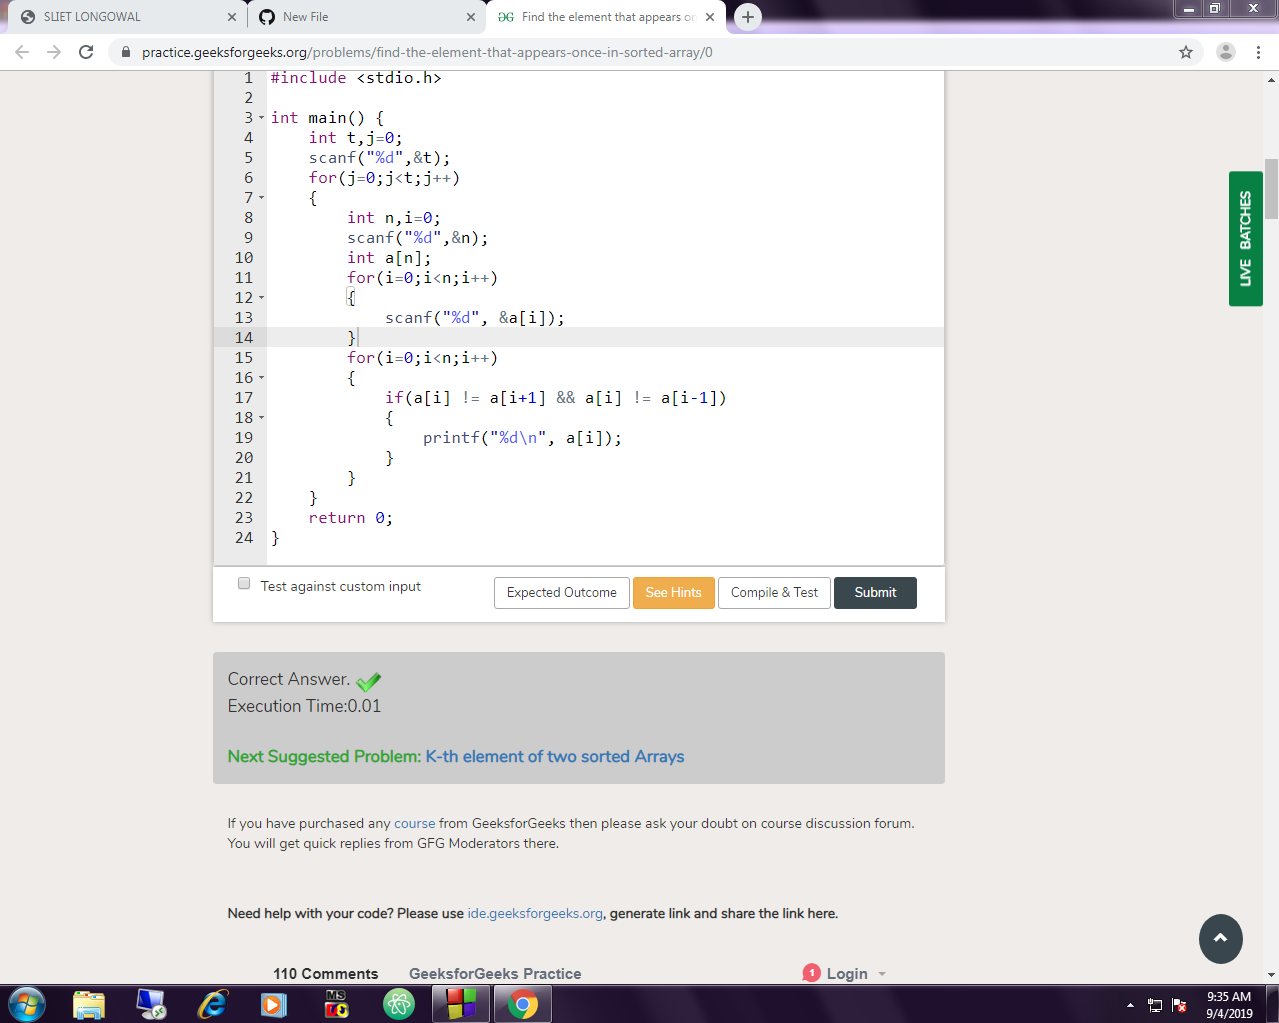 SLIET LONGOWAL
New File
Find the element that appears on
practice.geeksforgeeks.org/problems/find-the-element-that-appears-once-in-sorted-array/0
1 #include <stdio.h>
2
3 int main() {
4 int t,j=0;
5 scanf("%d",&t);
6 for(j=0;j<t;j++)
7 {
8 int n,i=0;
9 scanf("%d",&n);
10 int a[n];
11 for(i=0;i<n;i++)
12 {
13 scanf("%d", &a[i]);
14 }
15 for(i=0;i<n;i++)
16 {
17 if(a[i] != a[i+1] && a[i] != a[i-1])
18 {
19 printf("%d\n", a[i]);
20 }
21 }
22 }
23 return 0;
24 }
LIVE BATCHES
Test against custom input
Expected Outcome
See Hints
Compile & Test
Submit
Correct Answer.
Execution Time:0.01
Next Suggested Problem: K-th element of two sorted Arrays
If you have purchased any course from GeeksforGeeks then please ask your doubt on course discussion forum.
You will get quick replies from GFG Moderators there.
Need help with your code? Please use ide.geeksforgeeks.org, generate link and share the link here.
110 Comments
GeeksforGeeks Practice
1
Login
MS
9:35 AM
9/4/2019